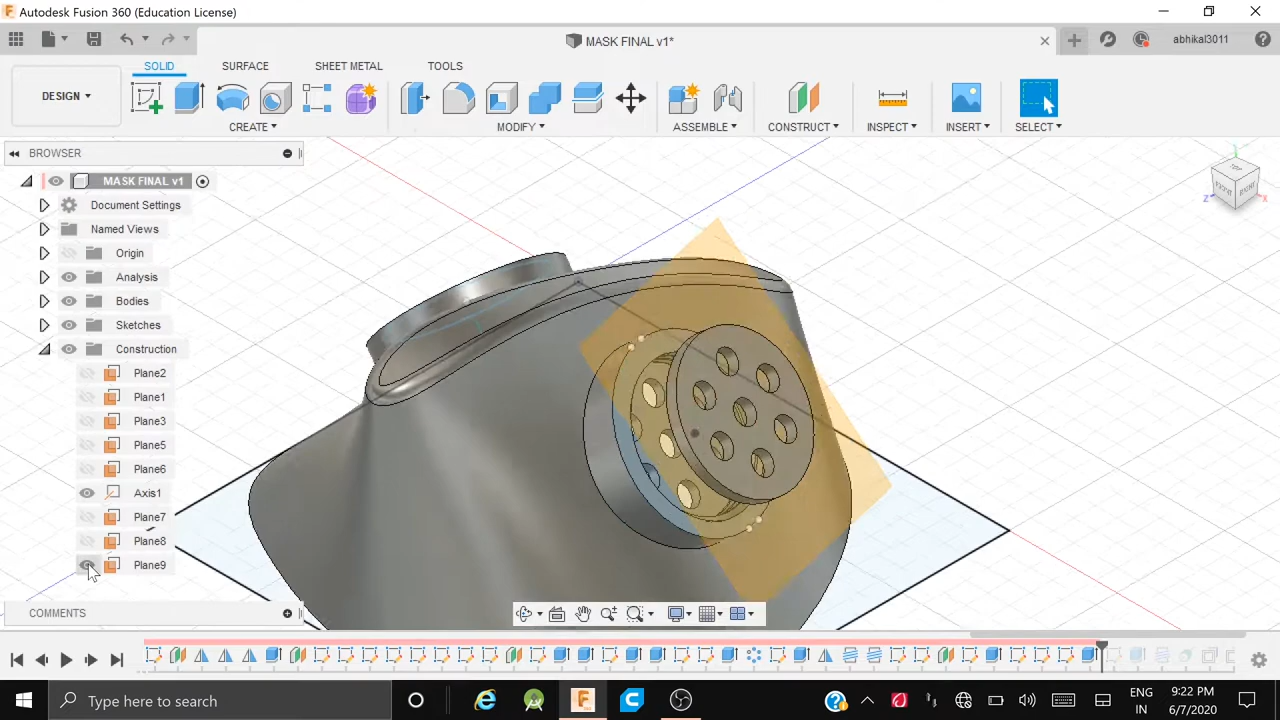 Autodesk Fusion 360 (Education License)
MASK FINAL v1*
abhikal3011
SOLID SURFACE SHEET METAL TOOLS
DESIGN
CREATE MODIFY ASSEMBLE CONSTRUCT INSPECT INSERT SELECT
BROWSER
MASK FINAL v1
Document Settings
Named Views
Origin
Analysis
Bodies
Sketches
Construction
Plane2
Plane1
Plane3
Plane5
Plane6
Axis1
Plane7
Plane8
Plane9
COMMENTS
Type here to search
ENG
IN
9:22 PM
6/7/2020